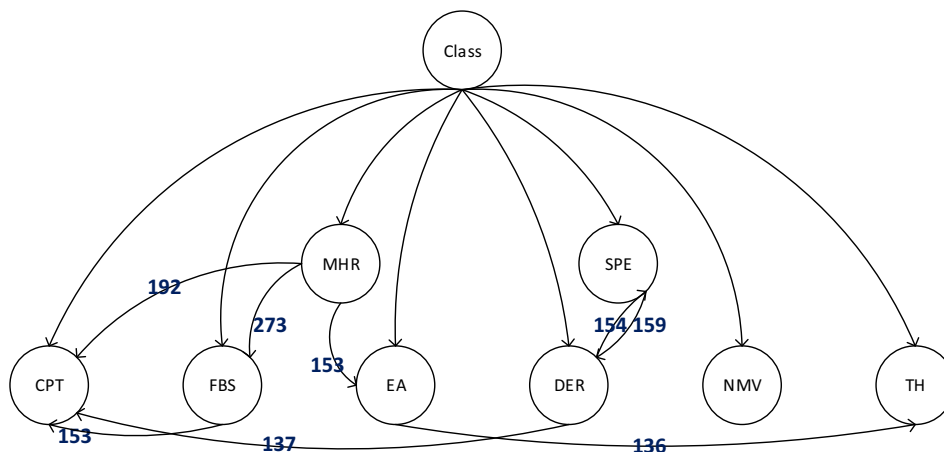 Class
MHR
SPE
192
273
154 159
153
CPT
FBS
EA
DER
NMV
TH
153
137
136